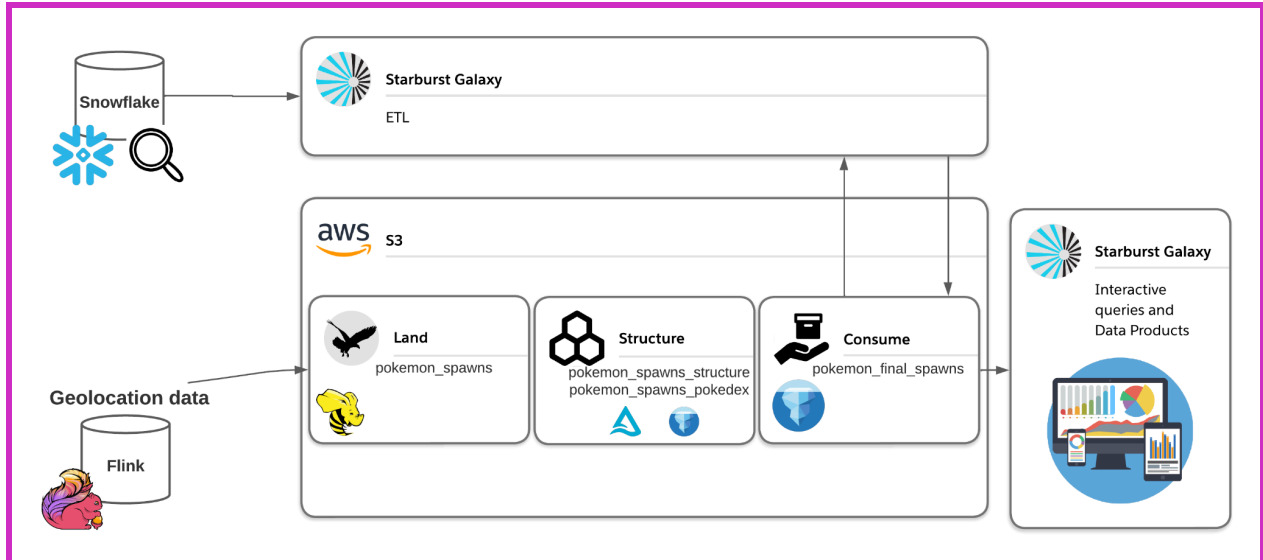 Snowflake
Starburst Galaxy
ETL
aws
S3
Land
pokemon_spawns
Structure
pokemon_spawns_structure
pokemon_spawns_pokedex
Consume
pokemon_final_spawns
Geolocation data
Flink
Starburst Galaxy
Interactive
queries and
Data Products